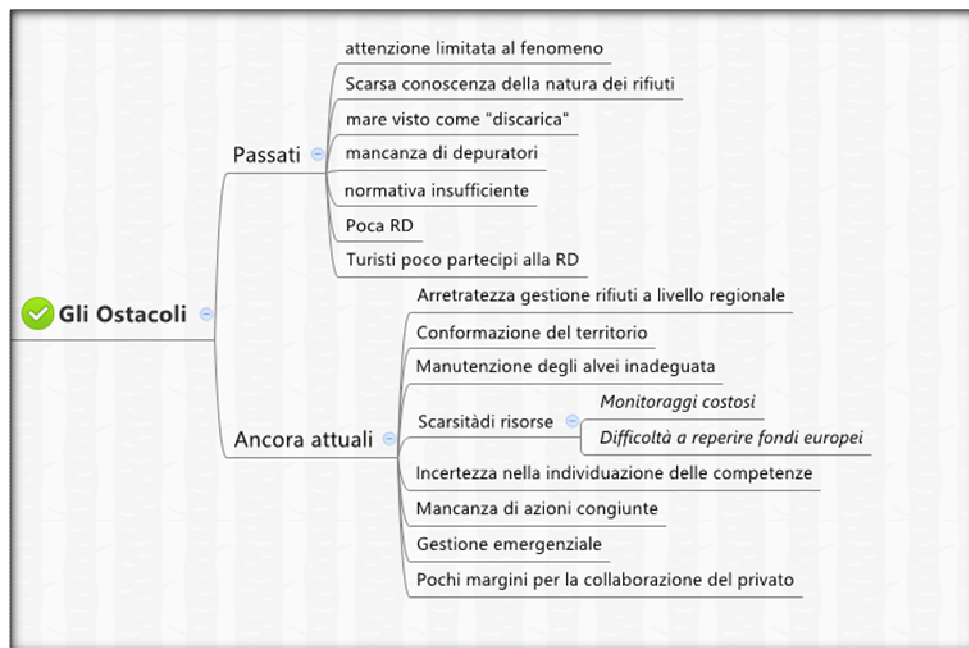 Gli Ostacoli
Passati
attenzione limitata al fenomeno
Scarsa conoscenza della natura dei rifiuti
mare visto come "discarica"
mancanza di depuratori
normativa insufficiente
Poca RD
Turisti poco partecipi alla RD
Ancora attuali
Arretratezza gestione rifiuti a livello regionale
Conformazione del territorio
Manutenzione degli alvei inadeguata
Scarsitàdi risorse
Monitoraggi costosi
Difficoltà a reperire fondi europei
Incertezza nella individuazione delle competenze
Mancanza di azioni congiunte
Gestione emergenziale
Pochi margini per la collaborazione del privato